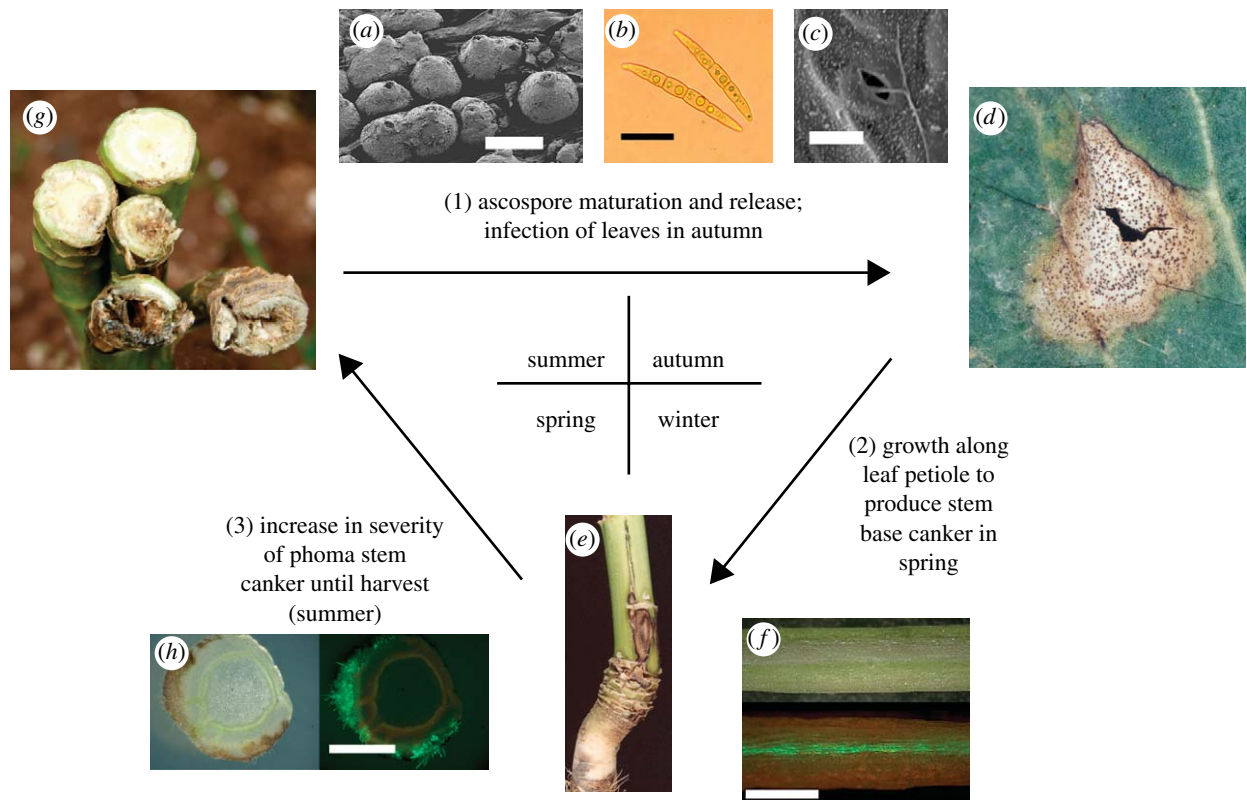 (a)
(b)
(c)
(g)
(d)
(1) ascospore maturation and release;
infection of leaves in autumn
summer
autumn
spring
winter
(2) growth along
leaf petiole to
produce stem
base canker in
spring
(3) increase in severity
of phoma stem
canker until harvest
(summer)
(e)
(f)
(h)